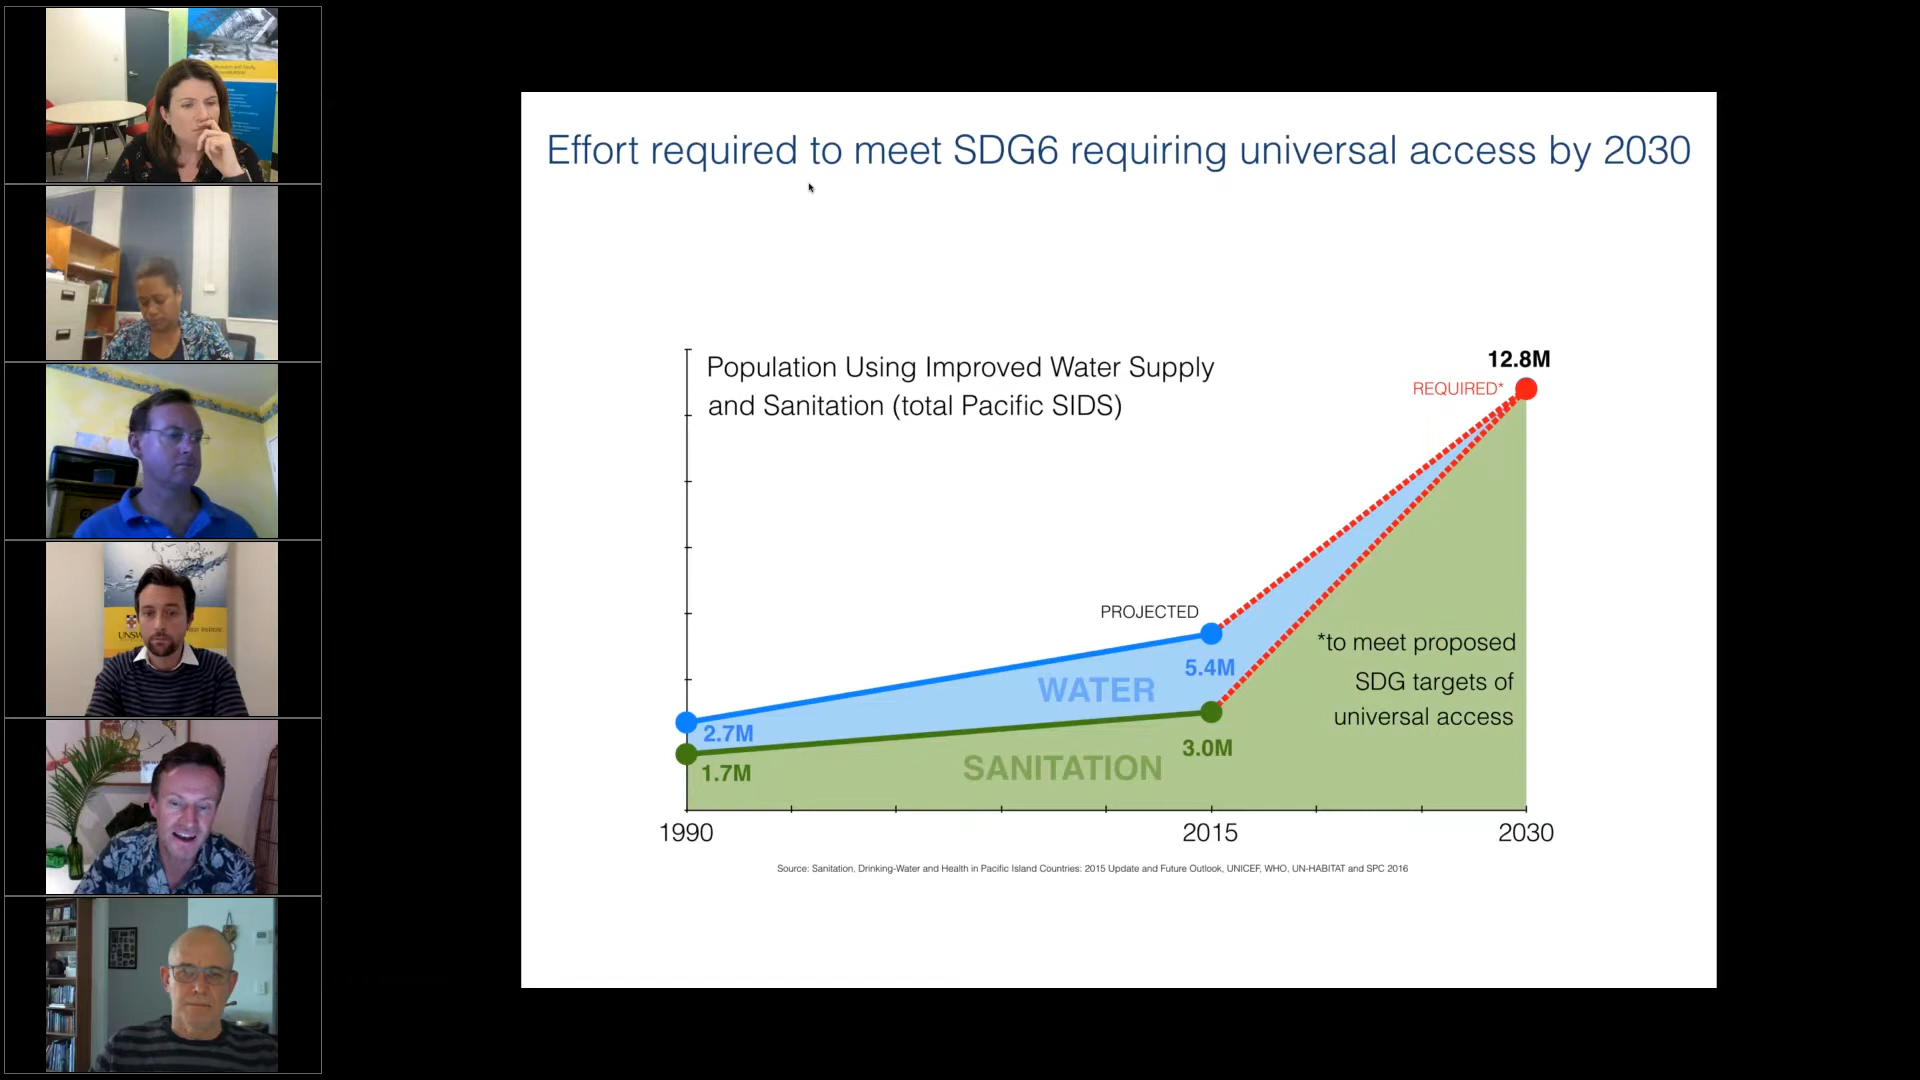 Effort required to meet SDG6 requiring universal access by 2030
Population Using Improved Water Supply
and Sanitation (total Pacific SIDS)
12.8M
REQUIRED*
PROJECTED
5.4M
WATER
2.7M
1.7M
SANITATION
3.0M
*to meet proposed
SDG targets of
universal access
1990
2015
2030
Source: Sanitation, Drinking-Water and Health in Pacific Island Countries: 2015 Update and Future Outlook, UNICEF, WHO, UN-HABITAT and SPC 2016
UNSW